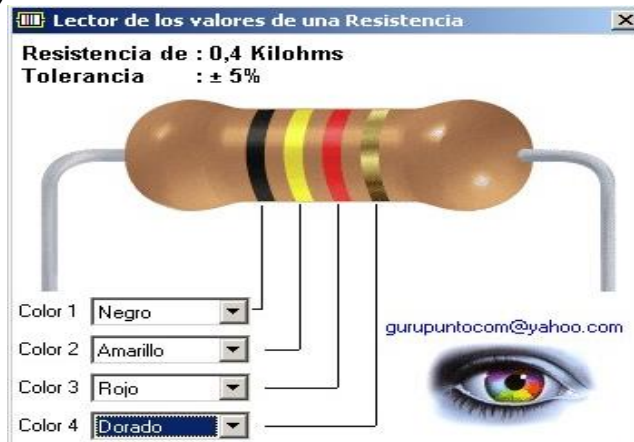 Lector de los valores de una Resistencia
Resistencia de : 0,4 Kilohms
Tolerancia : ± 5%
Color 1 Negro
gurupuntocom@yahoo.com
Color 2 Amarillo
Color 3 Rojo
Color 4 Dorado